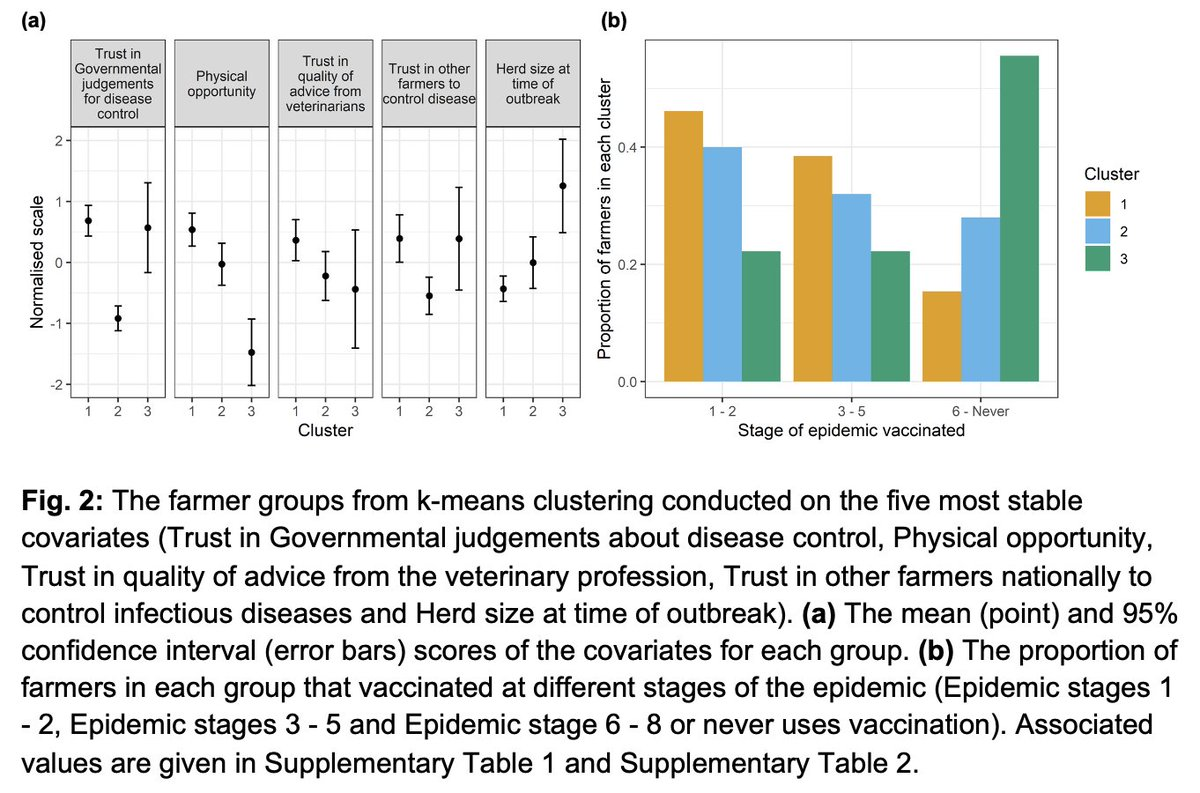 (a)
Trust in
Governmental
judgements
for disease
control
Physical
opportunity
Trust in
quality of
advice from
veterinarians
Trust in other
farmers to
control disease
Herd size at
time of
outbreak
Normalised scale
2
1
0
-1
-2
1 2 3
1 2 3
1 2 3
1 2 3
1 2 3
Cluster
(b)
Proportion of farmers in each cluster
0.4
0.2
0.0
1 - 2
3 - 5
6 - Never
Stage of epidemic vaccinated
Cluster
1
2
3
Fig. 2: The farmer groups from k-means clustering conducted on the five most stable
covariates (Trust in Governmental judgements about disease control, Physical opportunity,
Trust in quality of advice from the veterinary profession, Trust in other farmers nationally to
control infectious diseases and Herd size at time of outbreak). (a) The mean (point) and 95%
confidence interval (error bars) scores of the covariates for each group. (b) The proportion of
farmers in each group that vaccinated at different stages of the epidemic (Epidemic stages 1
- 2, Epidemic stages 3 - 5 and Epidemic stage 6 - 8 or never uses vaccination). Associated
values are given in Supplementary Table 1 and Supplementary Table 2.